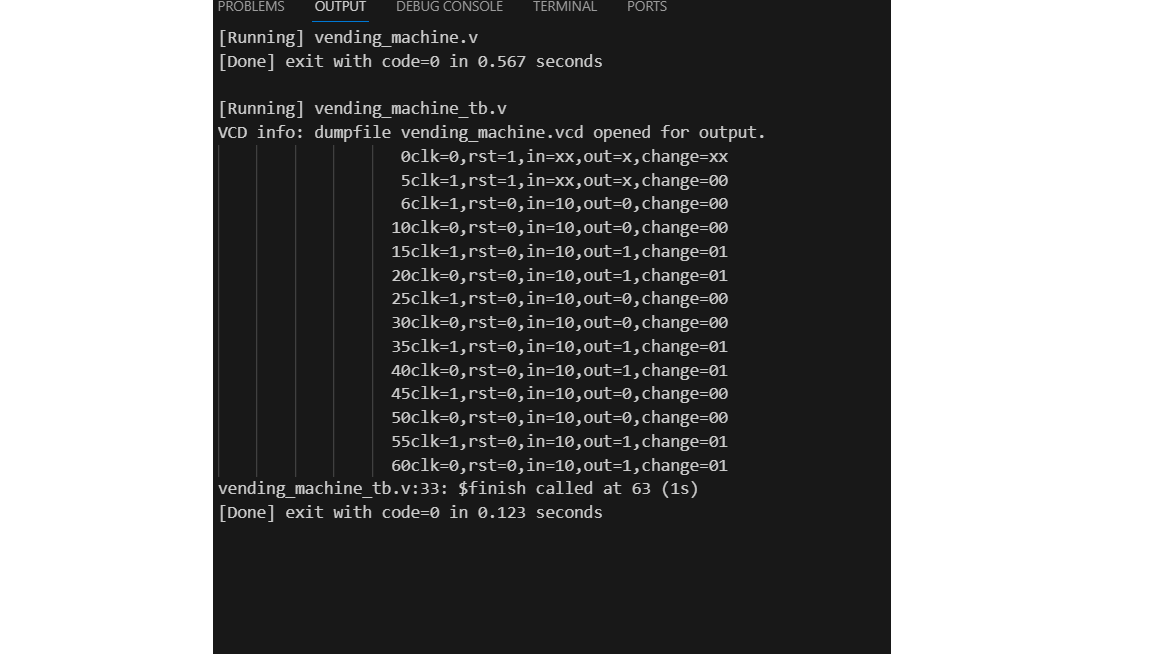 PROBLEMS OUTPUT DEBUG CONSOLE TERMINAL PORTS
[Running] vending_machine.v
[Done] exit with code=0 in 0.567 seconds
[Running] vending_machine_tb.v
VCD info: dumpfile vending_machine.vcd opened for output.
0clk=0,rst=1,in=xx,out=x,change=xx
5clk=1,rst=1,in=xx,out=x,change=00
6clk=1,rst=0,in=10,out=0,change=00
10clk=0,rst=0,in=10,out=0,change=00
15clk=1,rst=0,in=10,out=1,change=01
20clk=0,rst=0,in=10,out=1,change=01
25clk=1,rst=0,in=10,out=0,change=00
30clk=0,rst=0,in=10,out=0,change=00
35clk=1,rst=0,in=10,out=1,change=01
40clk=0,rst=0,in=10,out=1,change=01
45clk=1,rst=0,in=10,out=0,change=00
50clk=0,rst=0,in=10,out=0,change=00
55clk=1,rst=0,in=10,out=1,change=01
60clk=0,rst=0,in=10,out=1,change=01
vending_machine_tb.v:33: $finish called at 63 (1s)
[Done] exit with code=0 in 0.123 seconds